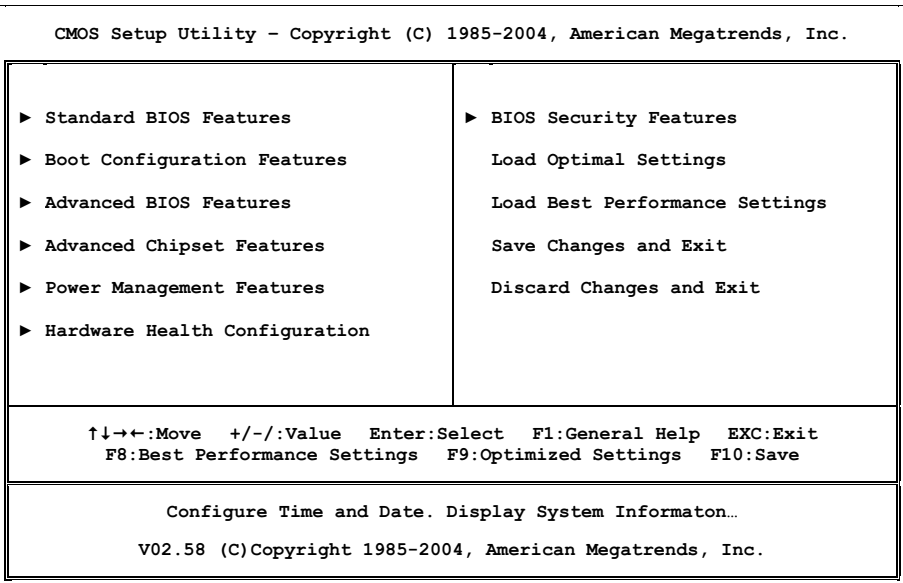 CMOS Setup Utility – Copyright (C) 1985-2004, American Megatrends, Inc.
► Standard BIOS Features
► Boot Configuration Features
► Advanced BIOS Features
► Advanced Chipset Features
► Power Management Features
► Hardware Health Configuration
► BIOS Security Features
Load Optimal Settings
Load Best Performance Settings
Save Changes and Exit
Discard Changes and Exit
↑↓→←:Move +/-/:Value Enter:Select F1:General Help EXC:Exit
F8:Best Performance Settings F9:Optimized Settings F10:Save
Configure Time and Date. Display System Informaton…
V02.58 (C)Copyright 1985-2004, American Megatrends, Inc.